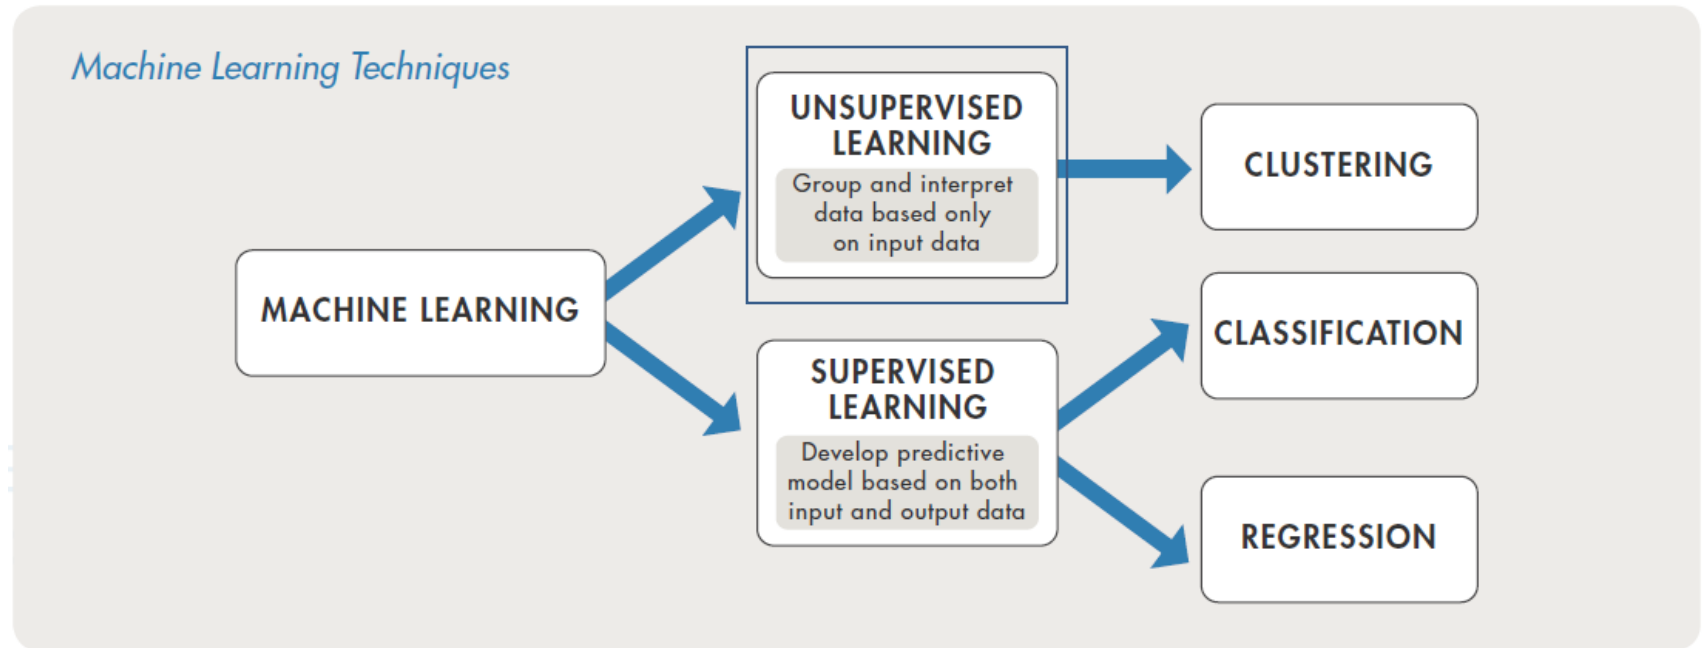 Machine Learning Techniques
MACHINE LEARNING
UNSUPERVISED
LEARNING
Group and interpret
data based only
on input data
SUPERVISED
LEARNING
Develop predictive
model based on both
input and output data
CLUSTERING
CLASSIFICATION
REGRESSION